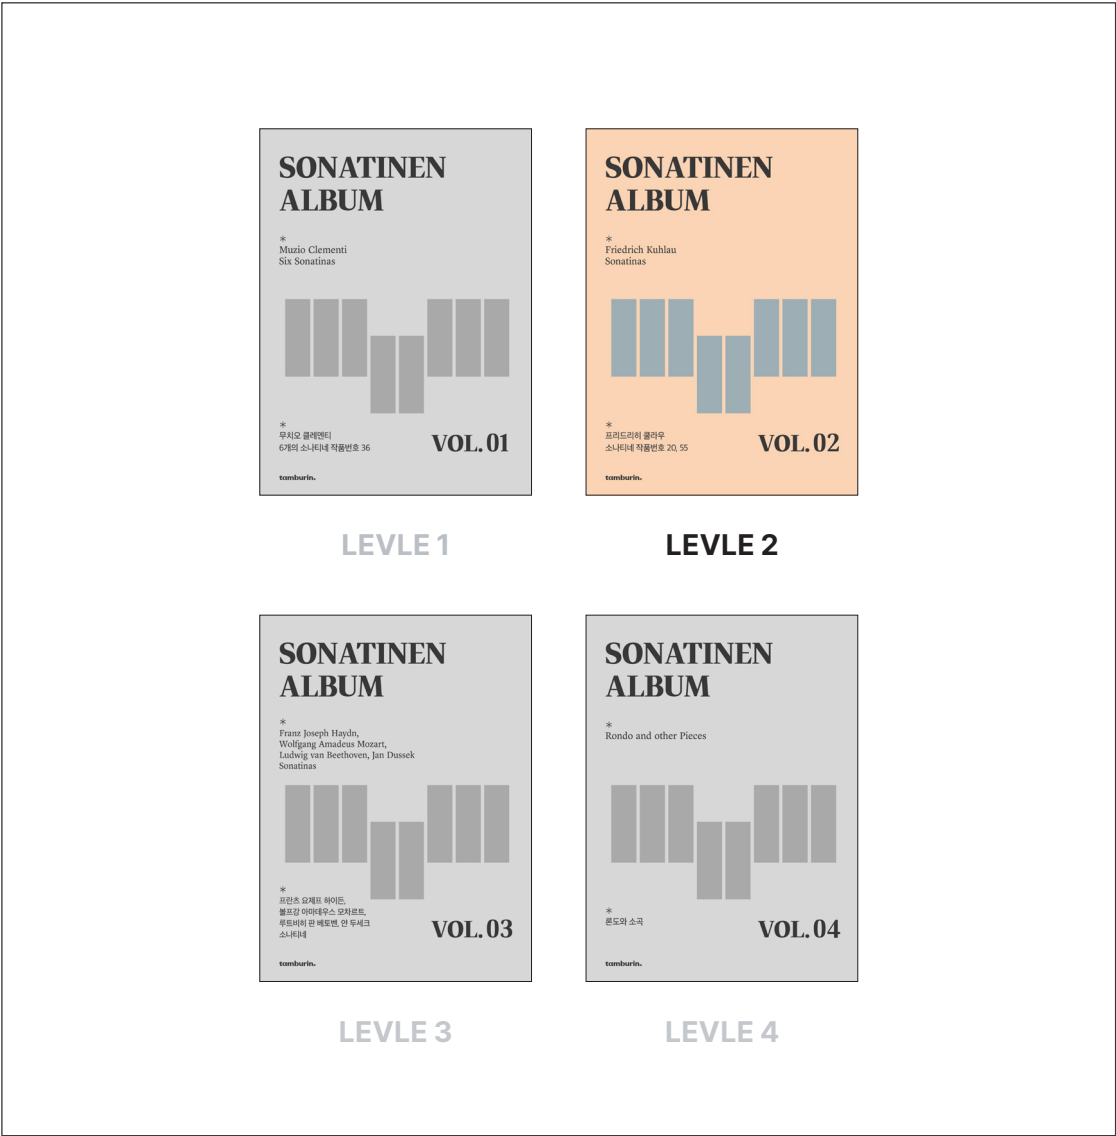 SONATINEN
ALBUM
*
Muzio Clementi
Six Sonatinas
*
무치오 클레멘티
6개의 소나티네 작품번호 36
VOL. 01
tamburin.
LEVLE 1
SONATINEN
ALBUM
*
Friedrich Kuhlau
Sonatinas
*
프리드리히 쿨라우
소나티네 작품번호 20, 55
VOL. 02
tamburin.
LEVLE 2
SONATINEN
ALBUM
*
Franz Joseph Haydn,
Wolfgang Amadeus Mozart,
Ludwig van Beethoven, Jan Dussek
Sonatinas
*
프란츠 요제프 하이든,
볼프강 아마데우스 모차르트,
루트비히 판 베토벤, 얀 두세크
소나티네
VOL. 03
tamburin.
LEVLE 3
SONATINEN
ALBUM
*
Rondo and other Pieces
*
론도와 소곡
VOL. 04
tamburin.
LEVLE 4